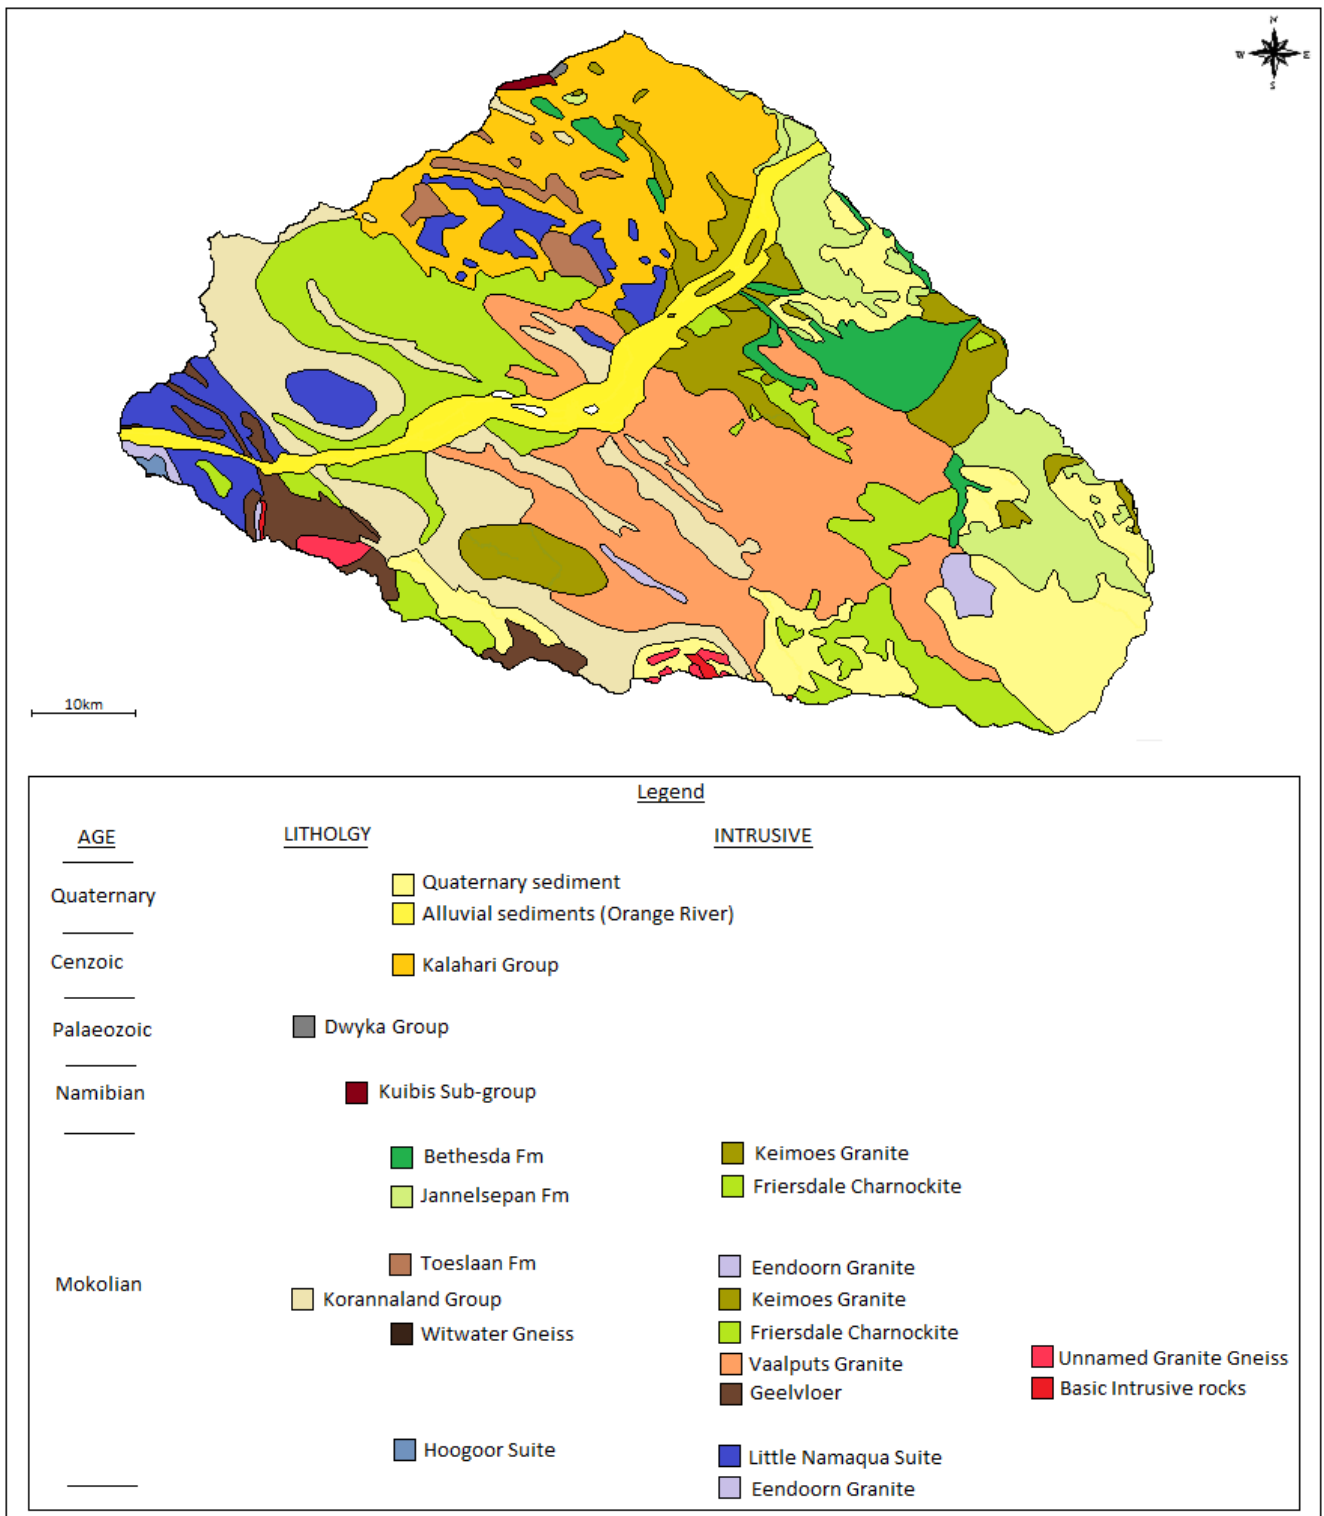 N
W E
S
10km
Legend
AGE LITHOLGY INTRUSIVE
Quaternary
Quaternary sediment
Alluvial sediments (Orange River)
Cenzoic
Kalahari Group
Palaeozoic
Dwyka Group
Namibian
Kuibis Sub-group
Bethesda Fm Keimoes Granite
Jannelsepan Fm Friersdale Charnockite
Mokolian
Toeslaan Fm Eendoorn Granite
Korannaland Group Keimoes Granite
Witwater Gneiss Friersdale Charnockite
Vaalputs Granite Unnamed Granite Gneiss
Geelvloer Basic Intrusive rocks
Hoogoor Suite Little Namaqua Suite
Eendoorn Granite